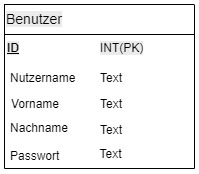 Benutzer
ID INT(PK)
Nutzername Text
Vorname Text
Nachname Text
Passwort Text